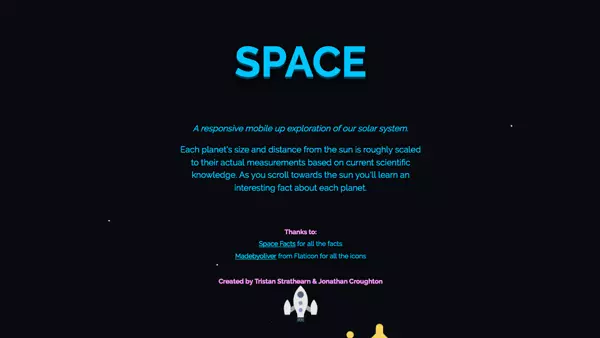 SPACE
A responsive mobile up exploration of our solar system.
Each planet's size and distance from the sun is roughly scaled
to their actual measurements based on current scientific
knowledge. As you scroll towards the sun you'll learn an
interesting fact about each planet.
Thanks to:
Space Facts for all the facts
Madebyoliver from Flaticon for all the icons
Created by Tristan Strathearn & Jonathan Croughton